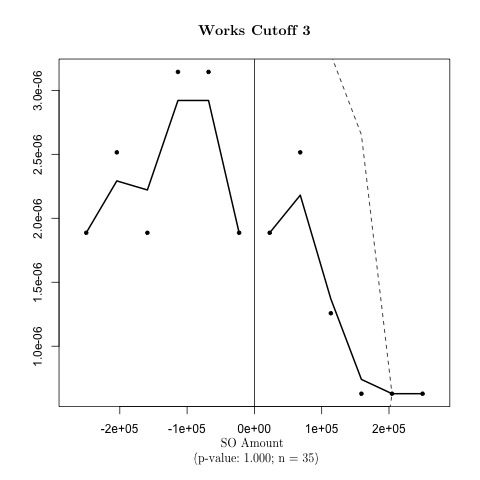 Works Cutoff 3
3.0e-06
2.5e-06
2.0e-06
1.5e-06
1.0e-06
-2e+05 -1e+05 0e+00 1e+05 2e+05
SO Amount
(p-value: 1.000; n = 35)